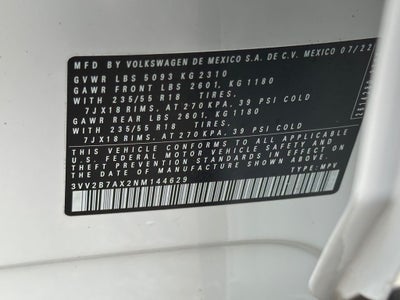 MFD BY VOLKSWAGEN DE MEXICO S.A. DE C.V. MEXICO 07/22
GVWR LBS 5093 KG 2310
GAWR FRONT LBS 2601, KG 1180
WITH 235/55 R18 TIRES,
7JX18 RIMS, AT 270KPA, 39 PSI COLD
GAWR REAR LBS 2601, KG 1180
WITH 235/55 R18 TIRES,
7JX18 RIMS, AT 270KPA, 39 PSI COLD
THIS VEHICLE CONFORMS TO ALL APPLICABLE
U.S. FEDERAL MOTOR VEHICLE SAFETY AND
THEFT PREVENTION STANDARDS IN EFFECT ON
THE DATE OF MANUFACTURE SHOWN ABOVE.
3VV2B7AX2NM144629 TYPE: MPV